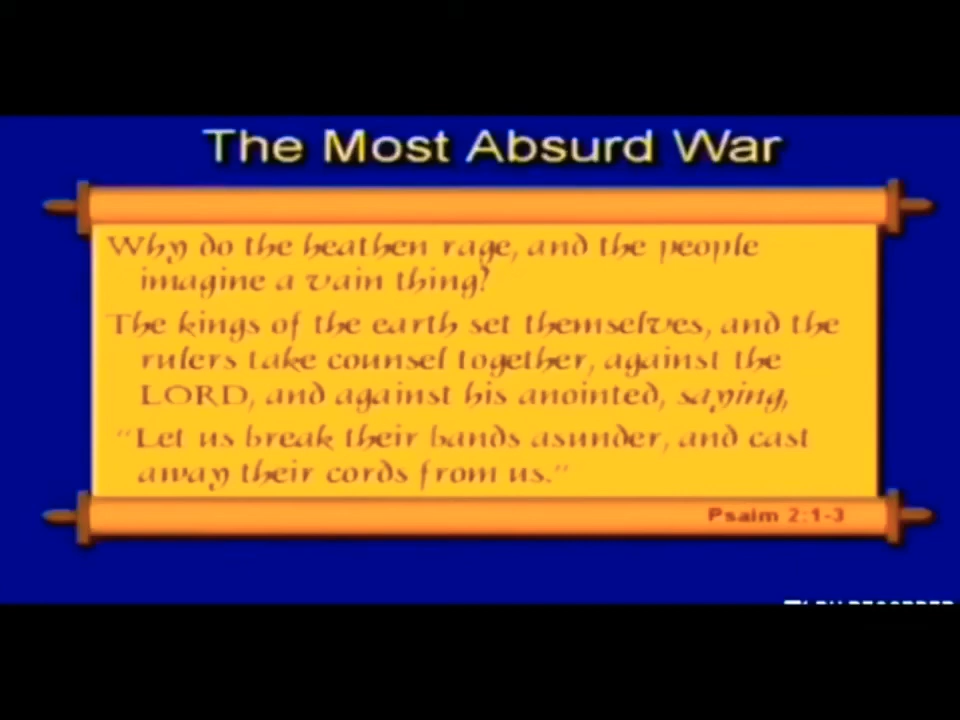 The Most Absurd War
Why do the heathen rage, and the people
imagine a vain thing?
The kings of the earth set themselves, and the
rulers take counsel together, against the
LORD, and against his anointed, saying,
“Let us break their bands asunder, and cast
away their cords from us.”
Psalm 2:1-3